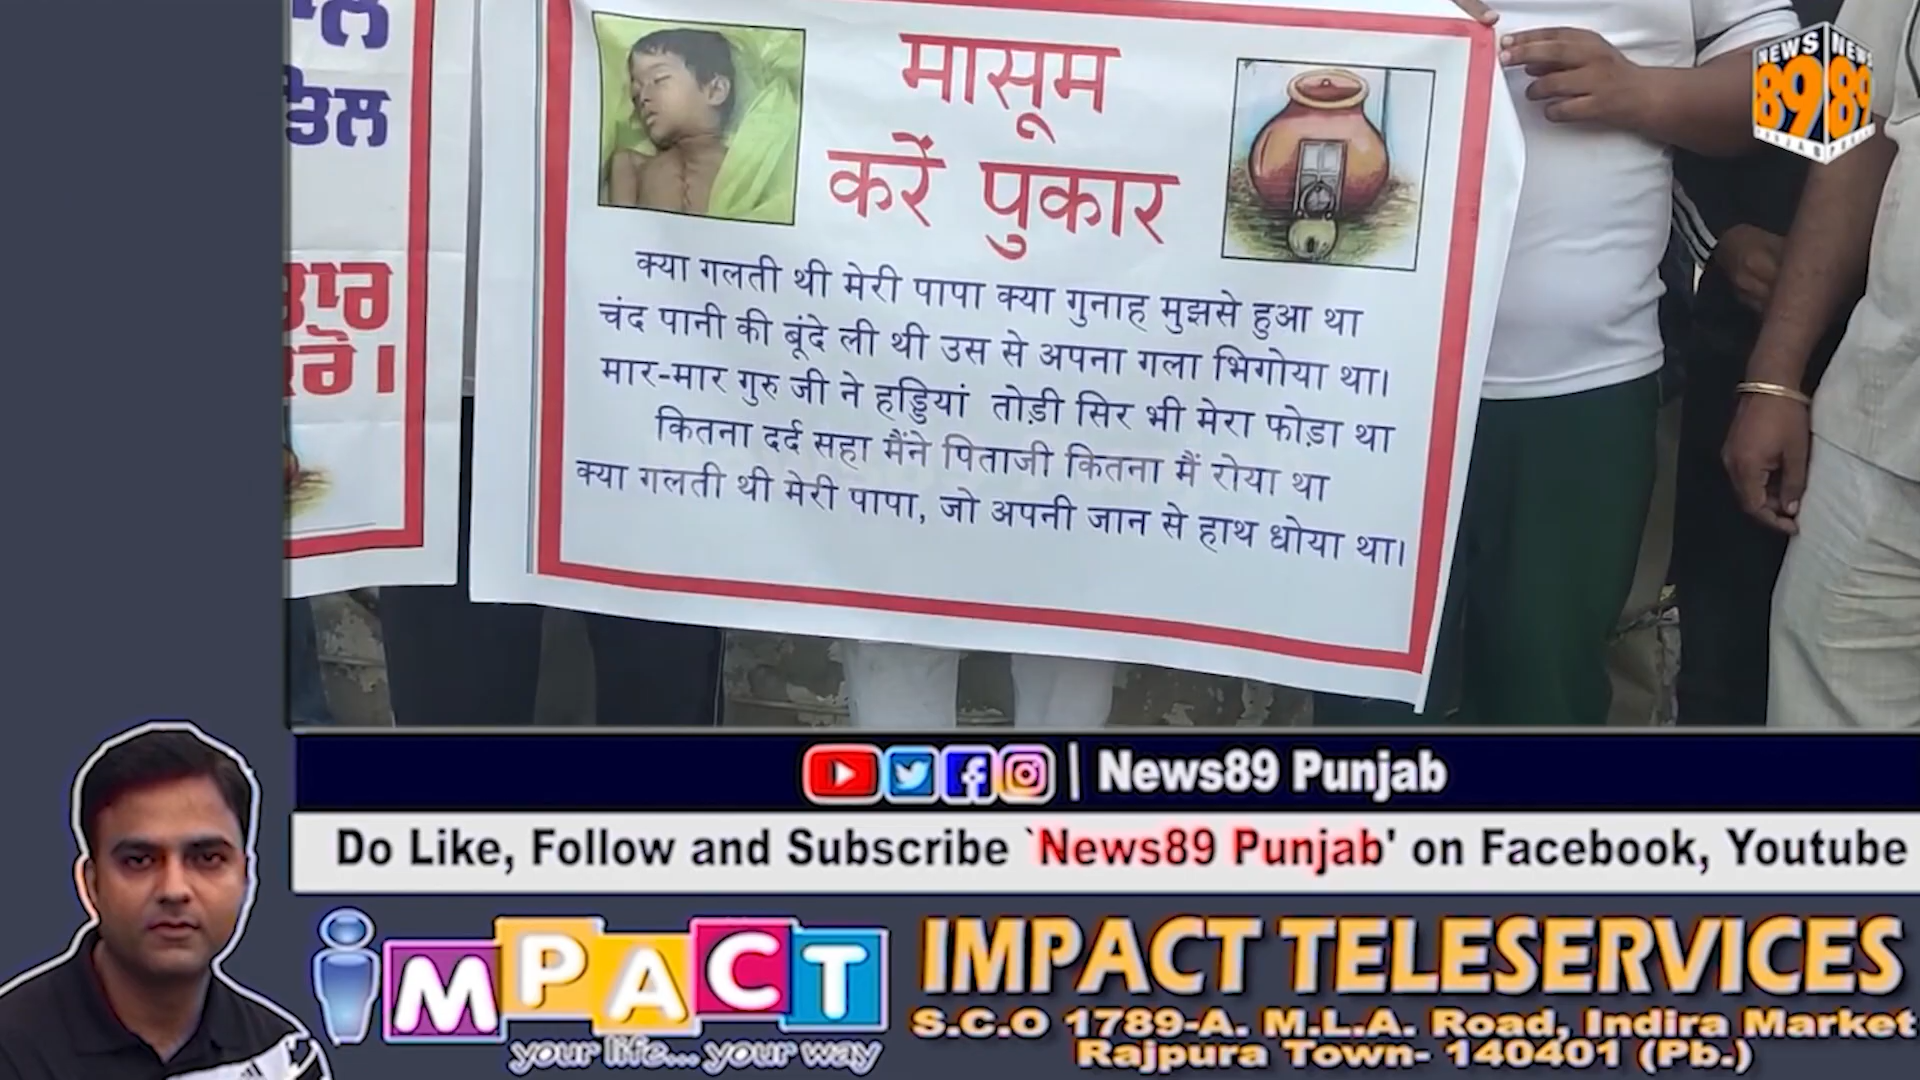 ਤਿਲ
ਕਰੋ।
मासूम
करें पुकार
क्या गलती थी मेरी पापा क्या गुनाह मुझसे हुआ था
चंद पानी की बूंदे ली थी उस से अपना गला भिगोया था।
मार-मार गुरु जी ने हड्डियां तोड़ी सिर भी मेरा फोड़ा था
कितना दर्द सहा मैंने पिताजी कितना मैं रोया था
क्या गलती थी मेरी पापा, जो अपनी जान से हाथ धोया था।
NEWS NEWS
89 89
PUNJAB
| News89 Punjab
Do Like, Follow and Subscribe `News89 Punjab' on Facebook, Youtube
iMPACT
your life... your way
IMPACT TELESERVICES
S.C.O 1789-A. M.L.A. Road, Indira Market
Rajpura Town- 140401 (Pb.)